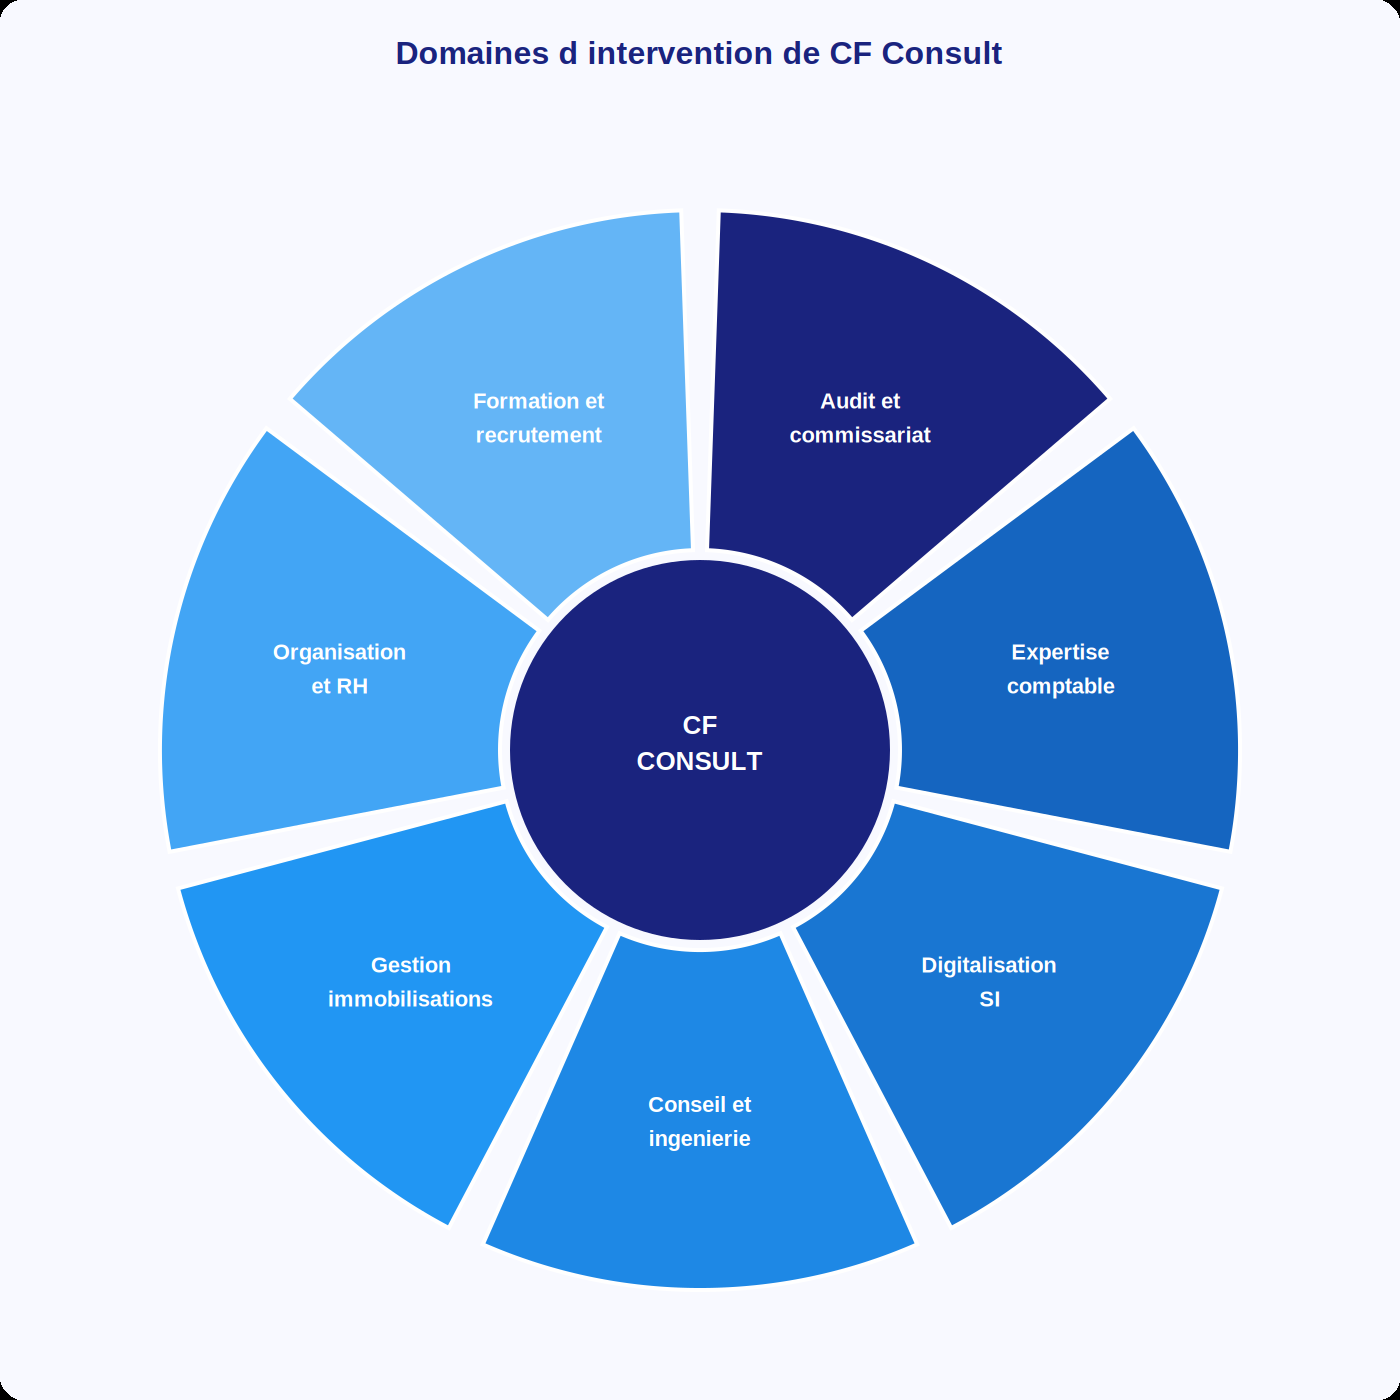 Domaines d intervention de CF Consult
Formation et
recrutement
Audit et
commissariat
Organisation
et RH
Expertise
comptable
CF
CONSULT
Gestion
immobilisations
Digitalisation
SI
Conseil et
ingenierie